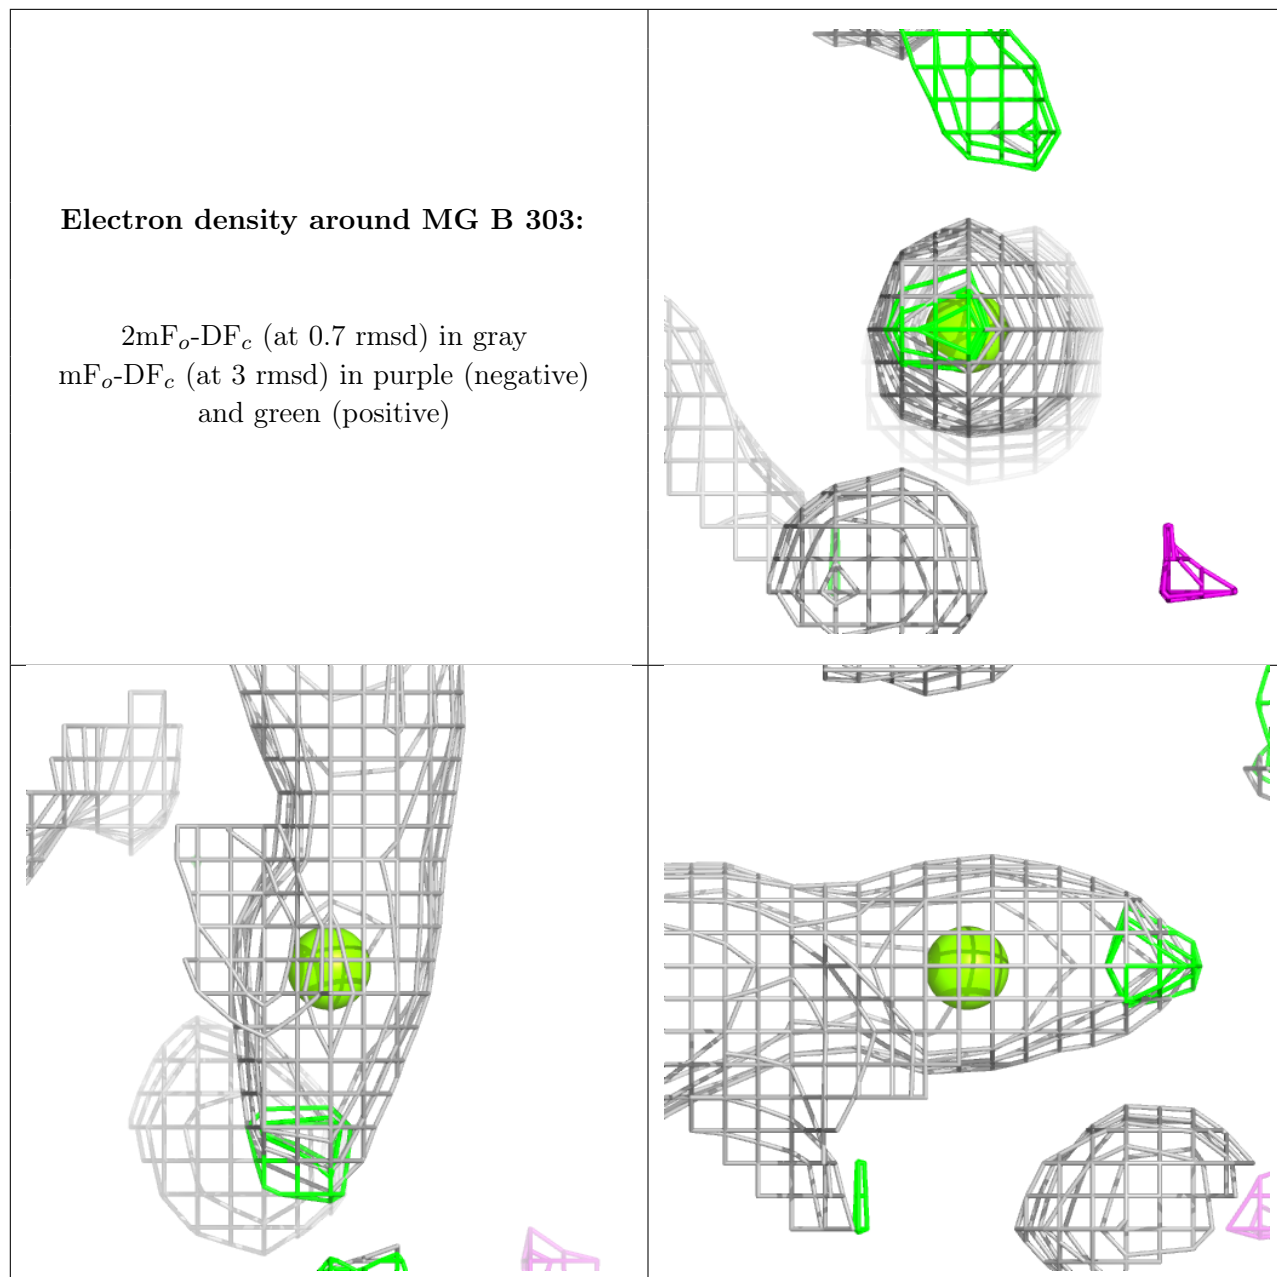 Electron density around MG B 303:
2mFo-DFc (at 0.7 rmsd) in gray
mFo-DFc (at 3 rmsd) in purple (negative)
and green (positive)